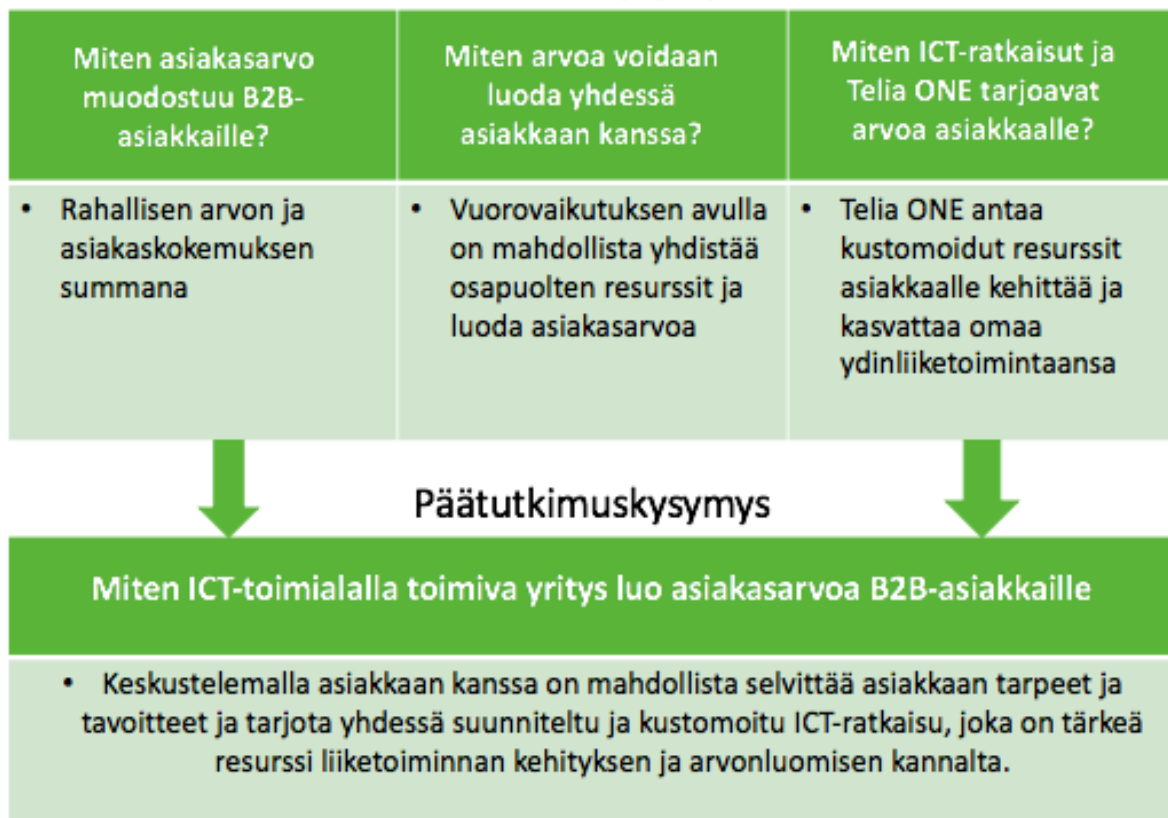 Miten asiakasarvo
muodostuu B2B-
asiakkaille?
Miten arvoa voidaan
luoda yhdessä
asiakkaan kanssa?
Miten ICT-ratkaisut ja
Telia ONE tarjoavat
arvoa asiakkaalle?
• Rahallisen arvon ja
asiakaskokemuksen
summana
• Vuorovaikutuksen avulla
on mahdollista yhdistää
osapuolten resurssit ja
luoda asiakasarvoa
• Telia ONE antaa
kustomoidut resurssit
asiakkaalle kehittää ja
kasvattaa omaa
ydinliiketoimintaansa
Päätutkimuskysymys
Miten ICT-toimialalla toimiva yritys luo asiakasarvoa B2B-asiakkaille
• Keskustelemalla asiakkaan kanssa on mahdollista selvittää asiakkaan tarpeet ja
tavoitteet ja tarjota yhdessä suunniteltu ja kustomoitu ICT-ratkaisu, joka on tärkeä
resurssi liiketoiminnan kehityksen ja arvonluomisen kannalta.